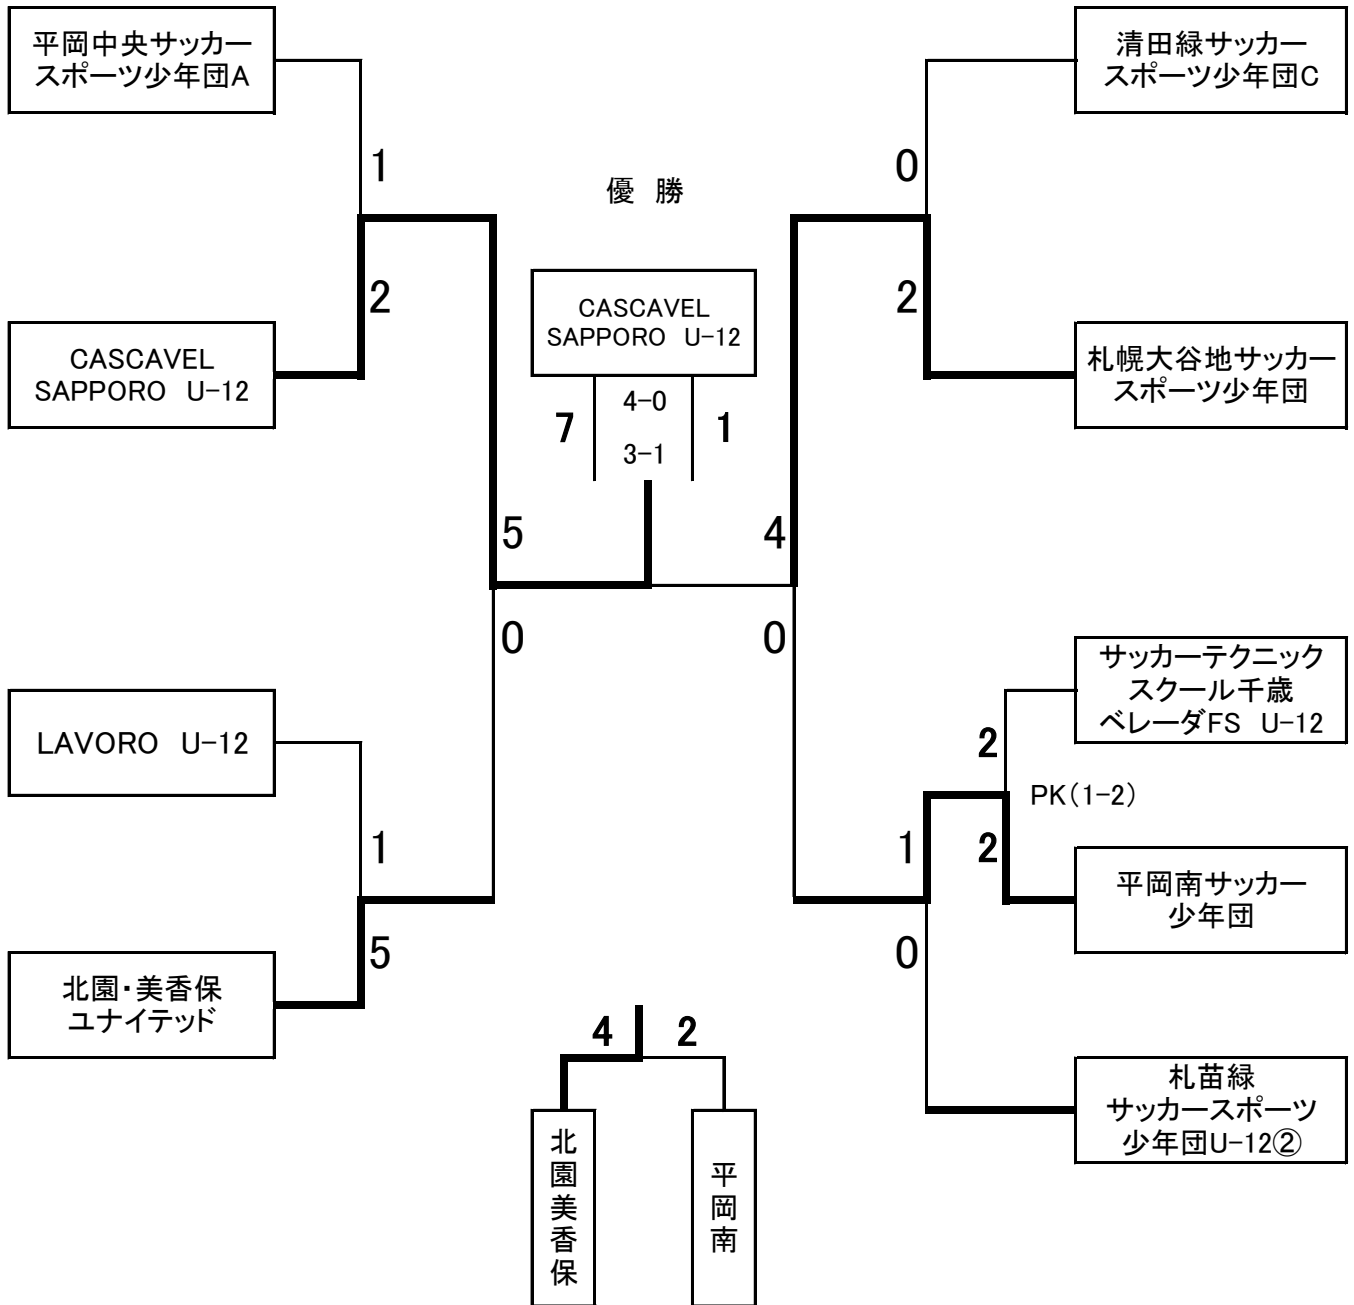 平岡中央サッカー
スポーツ少年団A
清田緑サッカー
スポーツ少年団C
1
0
優 勝
2
CASCAVEL
SAPPORO U-12
2
CASCAVEL
SAPPORO U-12
札幌大谷地サッカー
スポーツ少年団
7
4-0
3-1
1
5
4
0
0
サッカーテクニック
スクール千歳
ベレーダFS U-12
LAVORO U-12
2
PK(1-2)
1
1
2
平岡南サッカー
少年団
5
0
北園・美香保
ユナイテッド
4
2
札苗緑
サッカースポーツ
少年団U-12②
北園美香保
平岡南